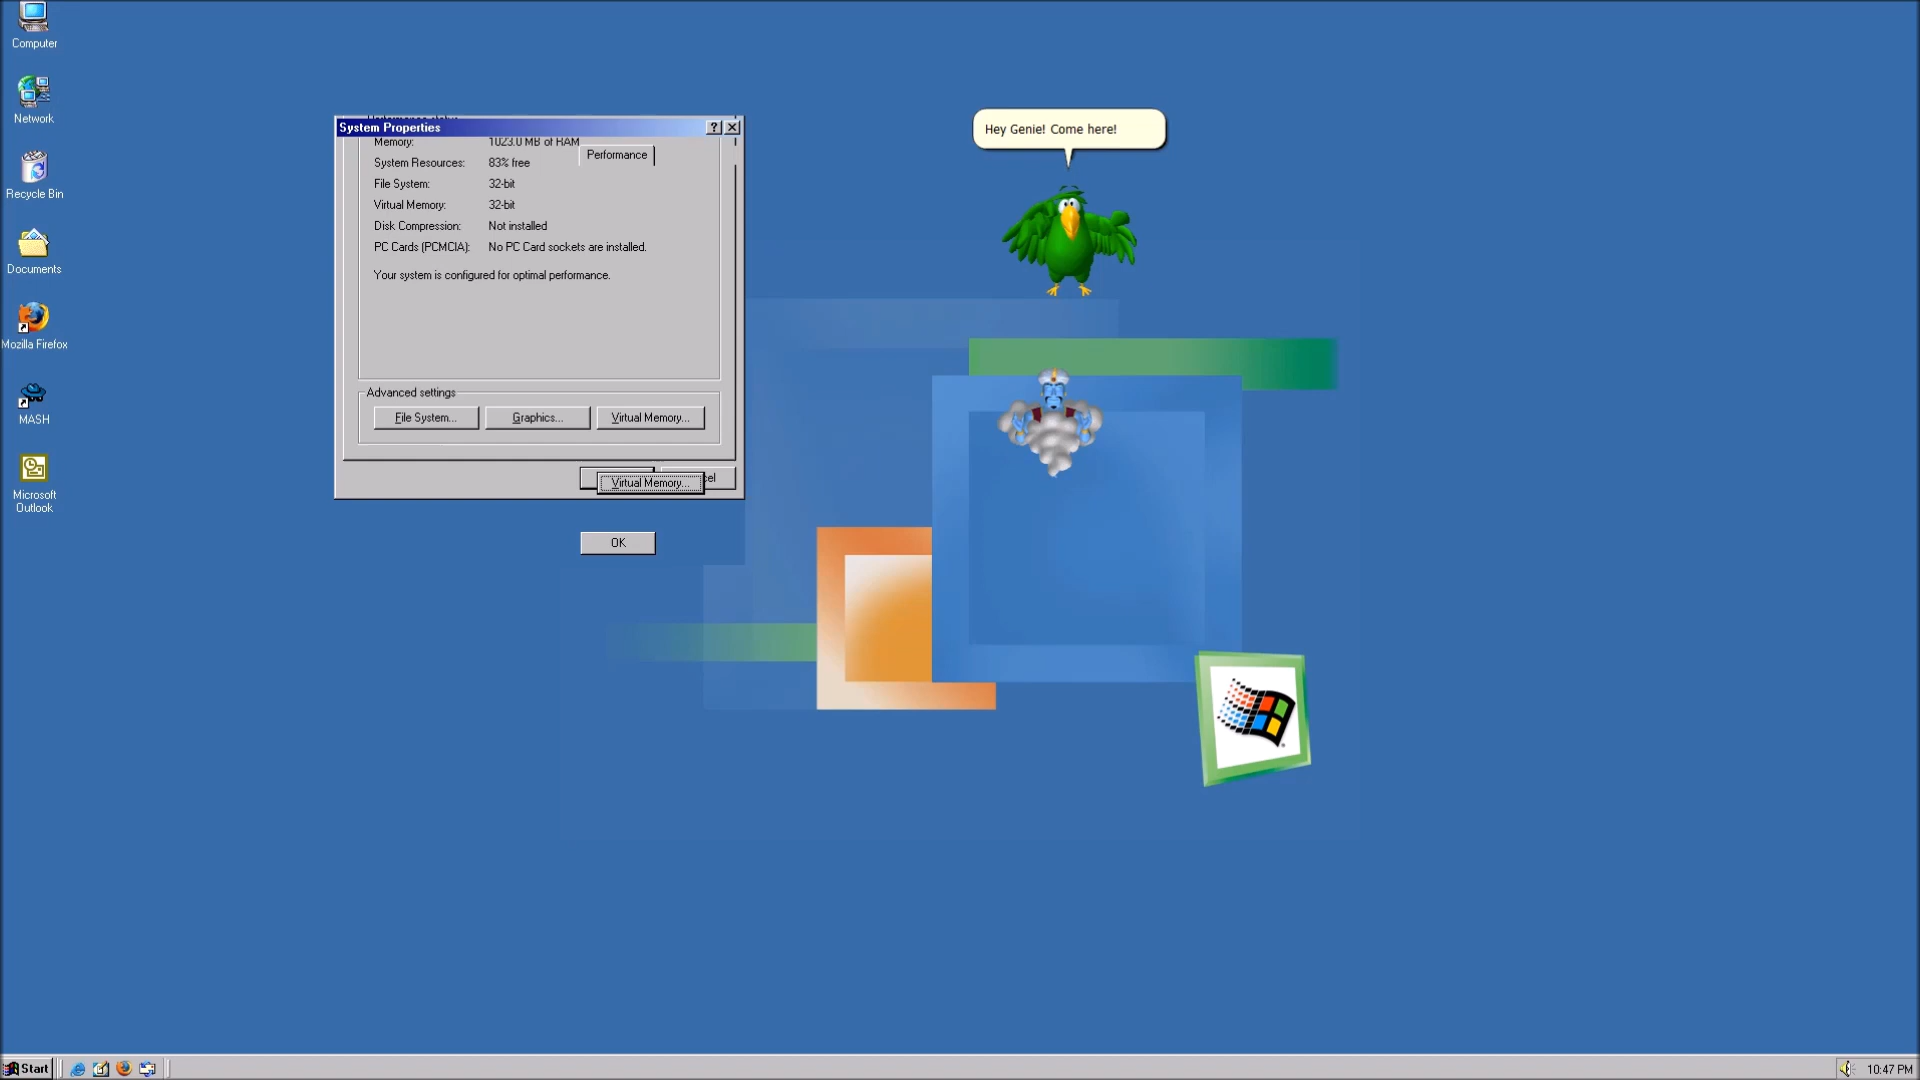 Computer
Network
Recycle Bin
Documents
Mozilla Firefox
MASH
Microsoft
Outlook
System Properties
Memory: 1023.0 MB of RAM
Performance
System Resources: 83% free
File System: 32-bit
Virtual Memory: 32-bit
Disk Compression: Not installed
PC Cards (PCMCIA): No PC Card sockets are installed.
Your system is configured for optimal performance.
Advanced settings
File System...
Graphics...
Virtual Memory...
cel
Virtual Memory...
OK
Hey Genie! Come here!
Start
10:47 PM